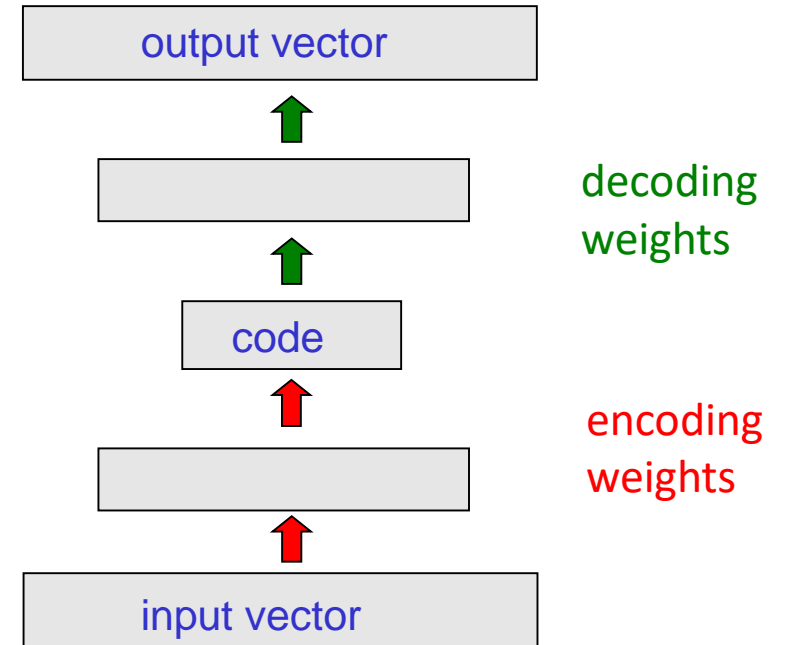 output vector
decoding
weights
code
encoding
weights
input vector